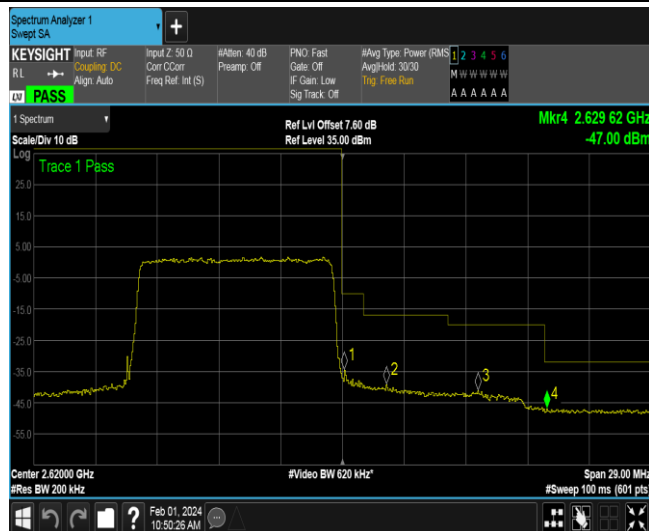 Spectrum Analyzer 1
Swept SA
+
KEYSIGHT
RL
LXI PASS
Input: RF
Coupling: DC
Align: Auto
Input Z: 50 Ω
Corr CCorr
Freq Ref: Int (S)
#Atten: 40 dB
Preamp: Off
PNO: Fast
Gate: Off
IF Gain: Low
Sig Track: Off
#Avg Type: Power (RMS
Avg|Hold: 30/30
Trig: Free Run
1 2 3 4 5 6
M W W W W W
A A A A A A
1 Spectrum
Scale/Div 10 dB
Ref Lvl Offset 7.60 dB
Ref Level 35.00 dBm
Mkr4 2.629 62 GHz
-47.00 dBm
Log
Trace 1 Pass
25.0
15.0
5.00
-5.00
-15.0
-25.0
-35.0
-45.0
-55.0
1
2
3
4
Center 2.62000 GHz
#Res BW 200 kHz
#Video BW 620 kHz*
Span 29.00 MHz
#Sweep 100 ms (601 pts)
?
Feb 01, 2024
10:50:26 AM